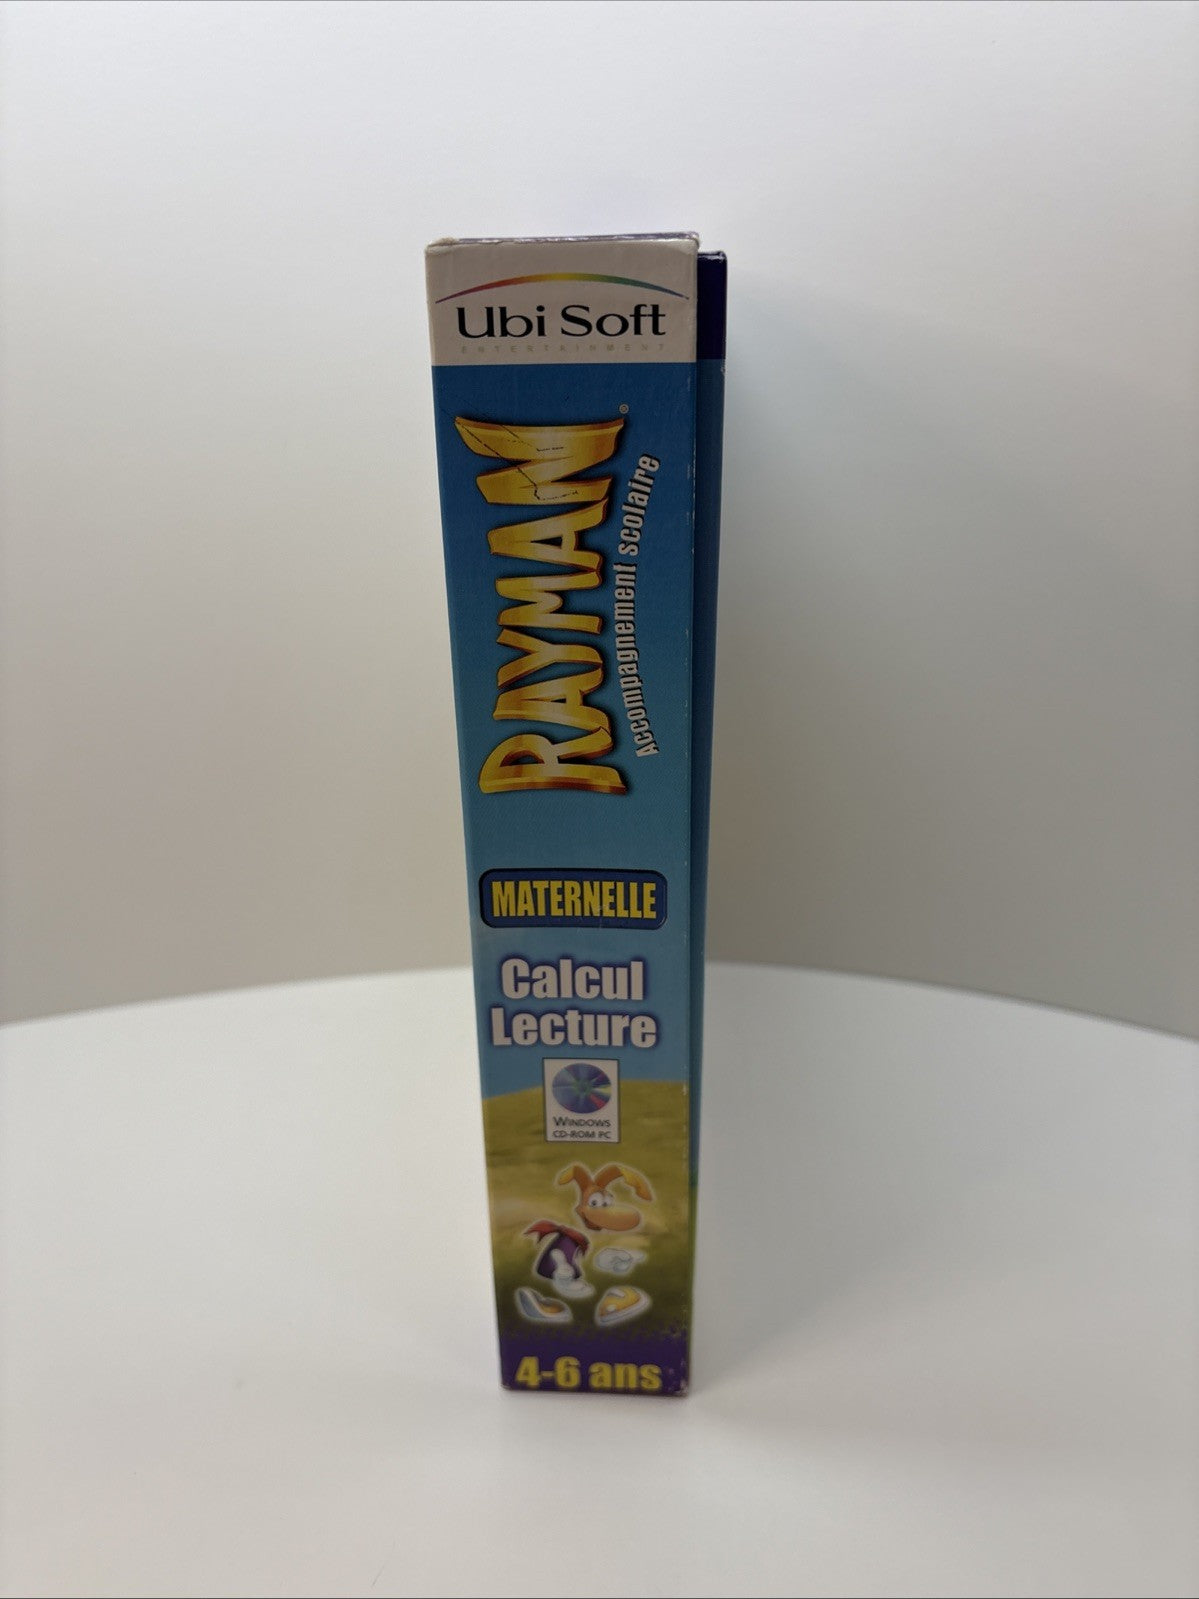 Ubi Soft
ENTERTAINMENT
RAYMAN®
Accompagnement scolaire
MATERNELLE
Calcul
Lecture
WINDOWS
CD-ROM PC
4-6 ans